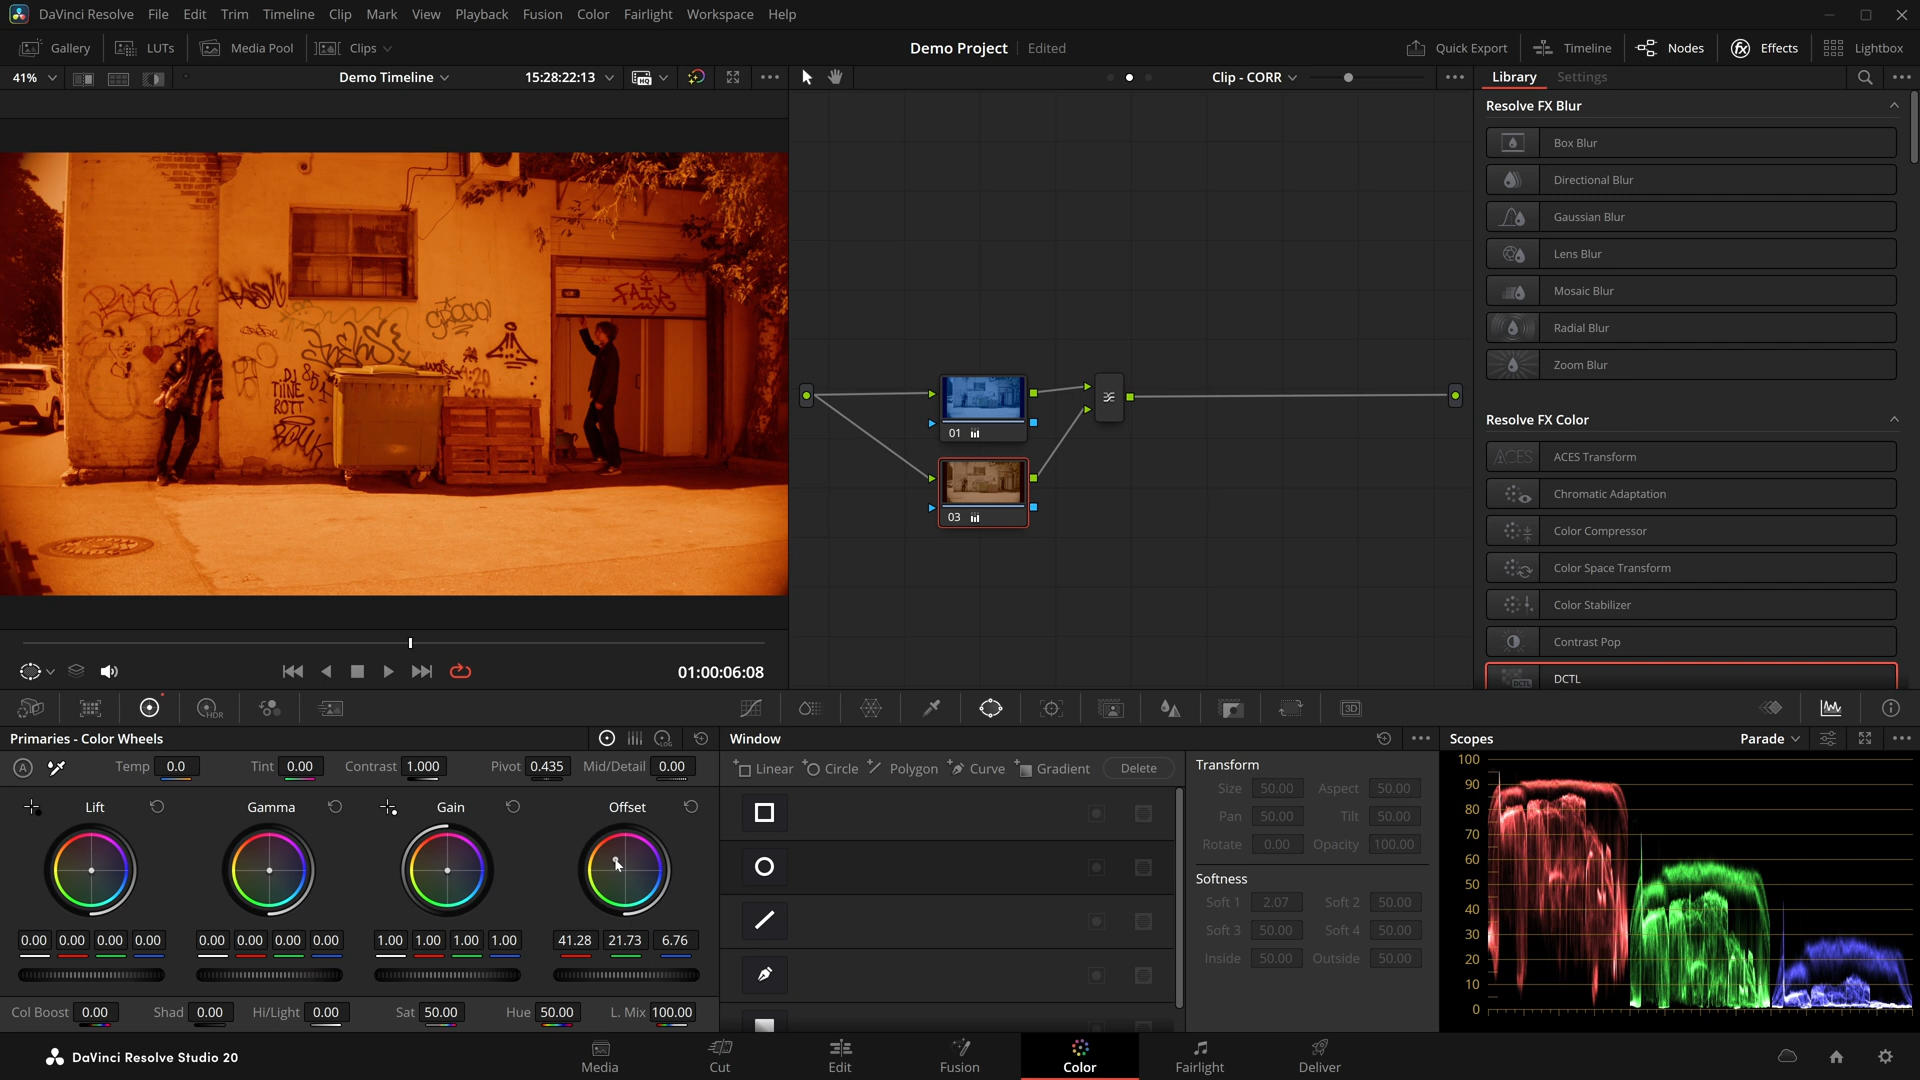 DaVinci Resolve File Edit Trim Timeline Clip Mark View Playback Fusion Color Fairlight Workspace Help
Gallery LUTs Media Pool Clips Demo Project Edited Quick Export Timeline Nodes Effects Lightbox
41% Demo Timeline 15:28:22:13 HQ Clip - CORR Library Settings
Resolve FX Blur
Box Blur
Directional Blur
Gaussian Blur
Lens Blur
Mosaic Blur
Radial Blur
Zoom Blur
Resolve FX Color
ACES ACES Transform
Chromatic Adaptation
Color Compressor
Color Space Transform
Color Stabilizer
Contrast Pop
DCTL DCTL
FAIR
DJ
TIINE
ROTT
01
03
01:00:06:08
HDR
3D
Primaries - Color Wheels LOG
A Temp 0.0 Tint 0.00 Contrast 1.000 Pivot 0.435 Mid/Detail 0.00
Lift Gamma Gain Offset
0.00 0.00 0.00 0.00 0.00 0.00 0.00 0.00 1.00 1.00 1.00 1.00 41.28 21.73 6.76
Col Boost 0.00 Shad 0.00 Hi/Light 0.00 Sat 50.00 Hue 50.00 L. Mix 100.00
Window
Linear Circle Polygon Curve Gradient Delete
Transform
Size 50.00 Aspect 50.00
Pan 50.00 Tilt 50.00
Rotate 0.00 Opacity 100.00
Softness
Soft 1 2.07 Soft 2 50.00
Soft 3 50.00 Soft 4 50.00
Inside 50.00 Outside 50.00
Scopes Parade
100
90
80
70
60
50
40
30
20
10
0
DaVinci Resolve Studio 20
Media Cut Edit Fusion Color Fairlight Deliver